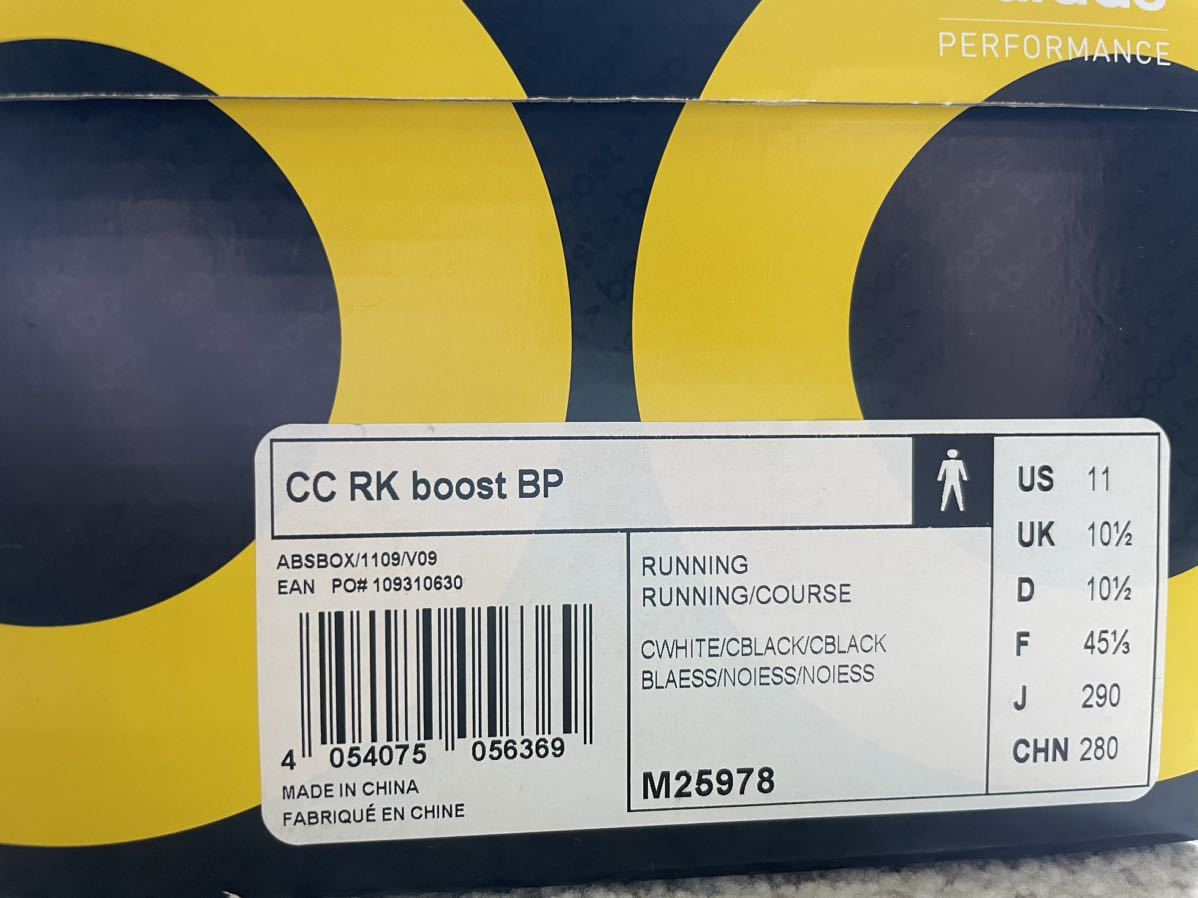 PERFORMANCE
CC RK boost BP
ABSBOX/1109/V09
EAN PO# 109310630
4 054075 056369
MADE IN CHINA
FABRIQUÉ EN CHINE
RUNNING
RUNNING/COURSE
CWHITE/CBLACK/CBLACK
BLAESS/NOIESS/NOIESS
M25978
US 11
UK 10½
D 10½
F 45⅓
J 290
CHN 280